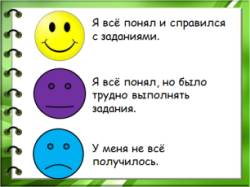 Я всё понял и справился
с заданиями.
Я всё понял, но было
трудно выполнять
задания.
У меня не всё
получилось.